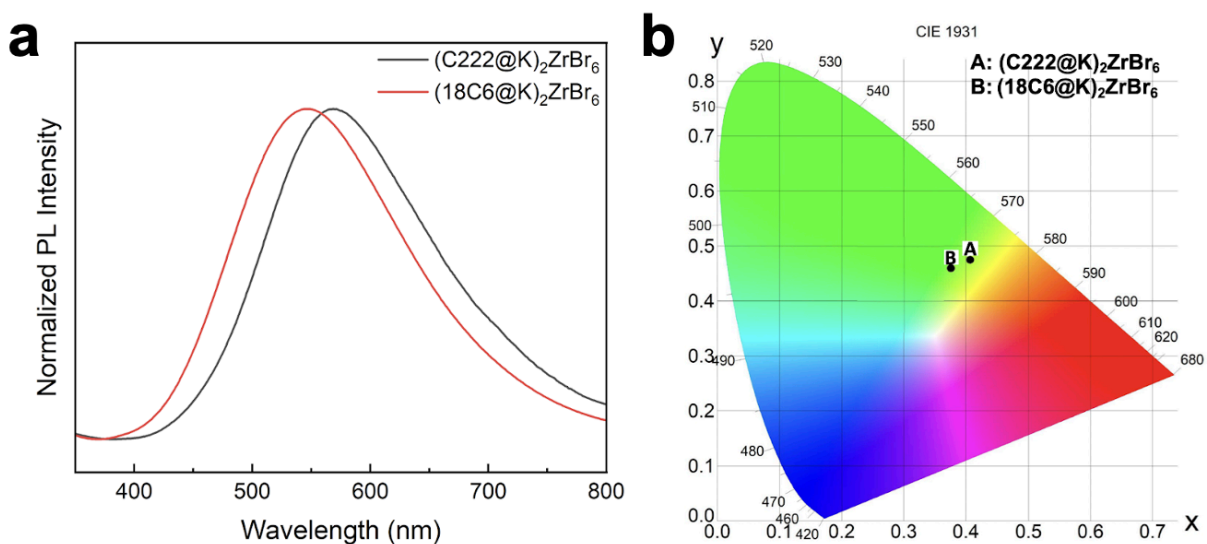 a
(C222@K)₂ZrBr₆
(18C6@K)₂ZrBr₆
Normalized PL Intensity
400 500 600 700 800
Wavelength (nm)
b
CIE 1931
y
A: (C222@K)₂ZrBr₆
B: (18C6@K)₂ZrBr₆
520
530
540
550
560
570
580
590
600
610
620
680
510
500
490
480
470
460
420
B A
0.8
0.7
0.6
0.5
0.4
0.3
0.2
0.1
0.0
0.0 0.1 0.2 0.3 0.4 0.5 0.6 0.7 x